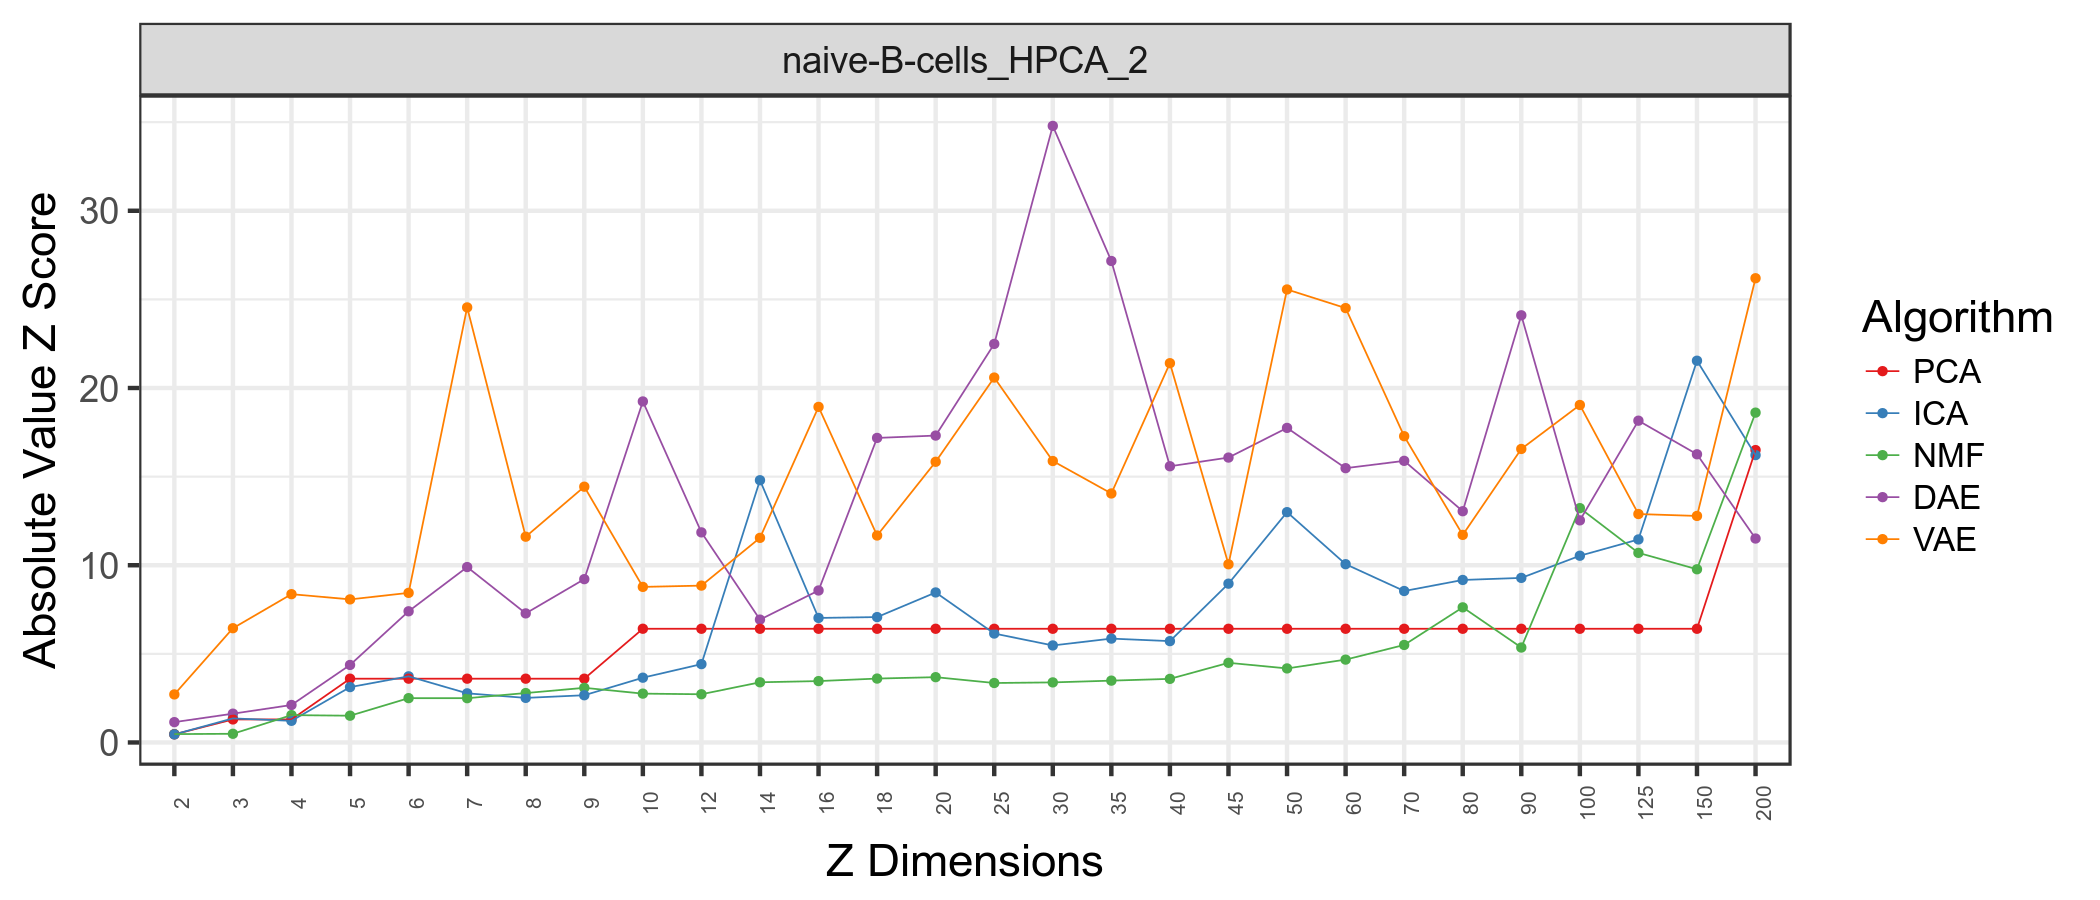 naive-B-cells_HPCA_2
Absolute Value Z Score
30
20
10
0
2 3 4 5 6 7 8 9 10 12 14 16 18 20 25 30 35 40 45 50 60 70 80 90 100 125 150 200
Z Dimensions
Algorithm
PCA
ICA
NMF
DAE
VAE